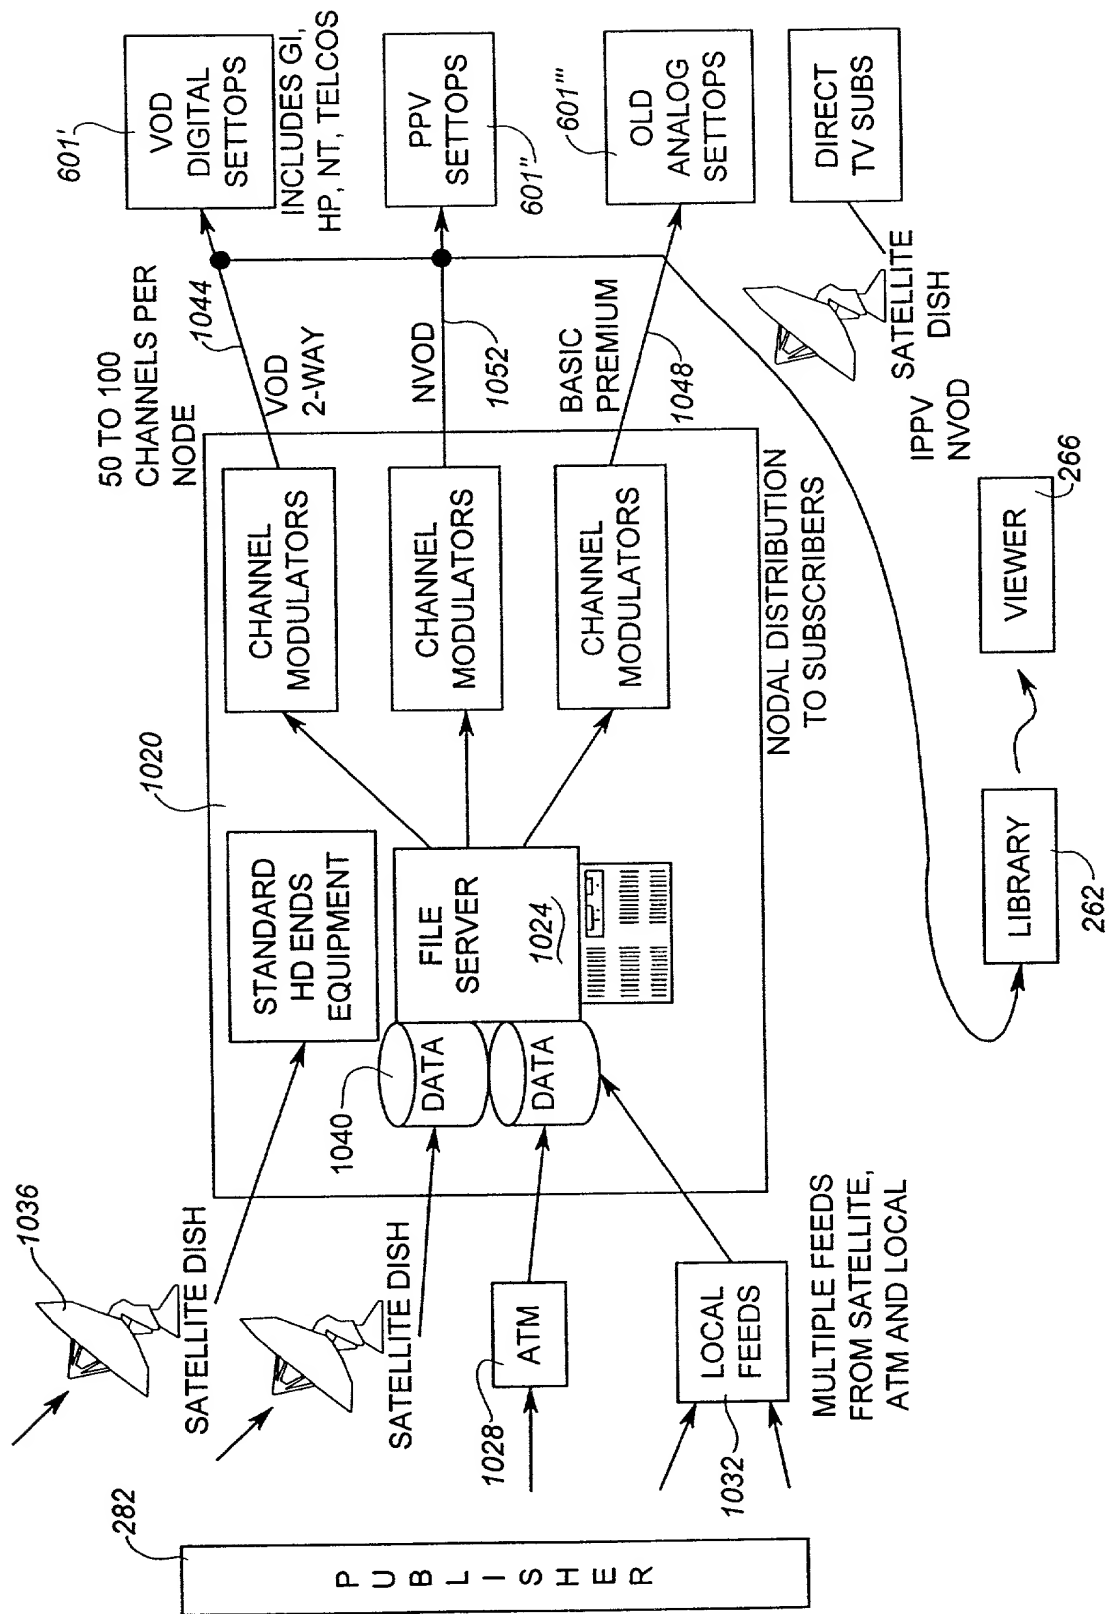 282
PUBLISHER
1036
SATELLITE DISH
SATELLITE DISH
1028
ATM
LOCAL
FEEDS
1032
MULTIPLE FEEDS
FROM SATELLITE,
ATM AND LOCAL
1020
STANDARD
HD ENDS
EQUIPMENT
1040
DATA
DATA
FILE
SERVER
1024
CHANNEL
MODULATORS
CHANNEL
MODULATORS
CHANNEL
MODULATORS
NODAL DISTRIBUTION
TO SUBSCRIBERS
50 TO 100
CHANNELS PER
NODE
1044
VOD
2-WAY
NVOD
1052
BASIC
PREMIUM
1048
601'
VOD
DIGITAL
SETTOPS
INCLUDES GI,
HP, NT, TELCOS
PPV
SETTOPS
601"
601'''
OLD
ANALOG
SETTOPS
DIRECT
TV SUBS
SATELLITE
DISH
IPPV
NVOD
LIBRARY
262
VIEWER
266